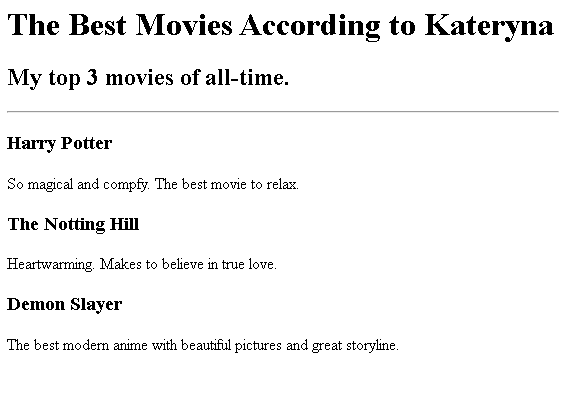 The Best Movies According to Kateryna
My top 3 movies of all-time.
Harry Potter
So magical and compfy. The best movie to relax.
The Notting Hill
Heartwarming. Makes to believe in true love.
Demon Slayer
The best modern anime with beautiful pictures and great storyline.